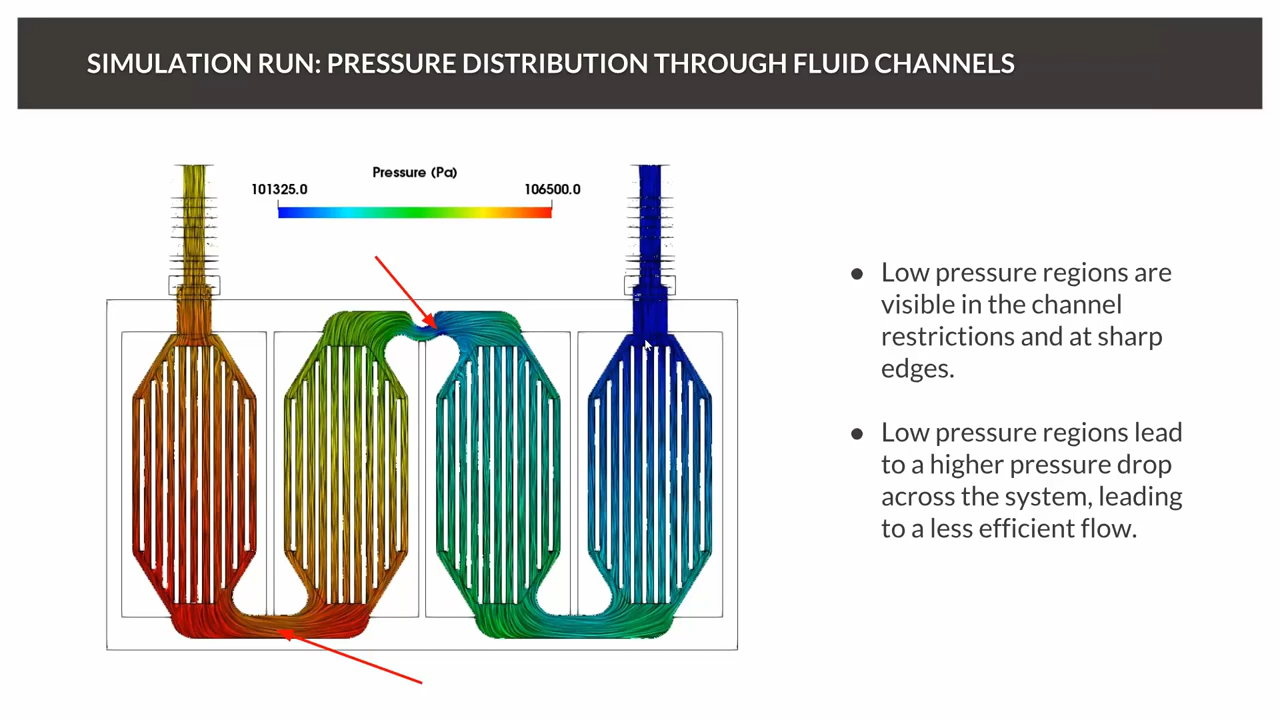 SIMULATION RUN: PRESSURE DISTRIBUTION THROUGH FLUID CHANNELS
Pressure (Pa)
101325.0 106500.0
● Low pressure regions are
visible in the channel
restrictions and at sharp
edges.
● Low pressure regions lead
to a higher pressure drop
across the system, leading
to a less efficient flow.